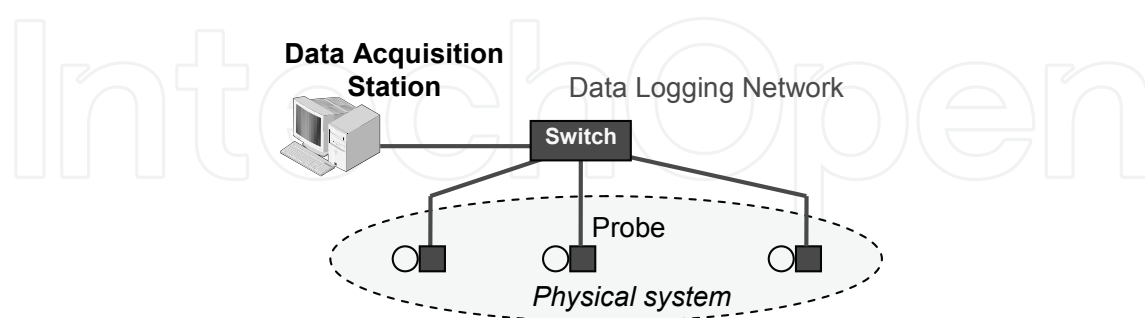 IntechOpen
Data Acquisition
Station
Data Logging Network
Switch
Probe
Physical system